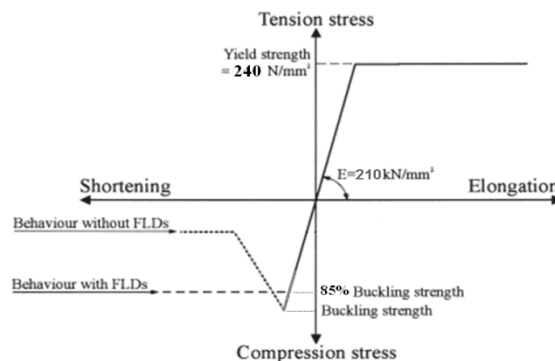 Tension stress
Yield strength
= 240 N/mm²
E=210kN/mm²
Shortening
Elongation
Behaviour without FLDs
Behaviour with FLDs
85% Buckling strength
Buckling strength
Compression stress